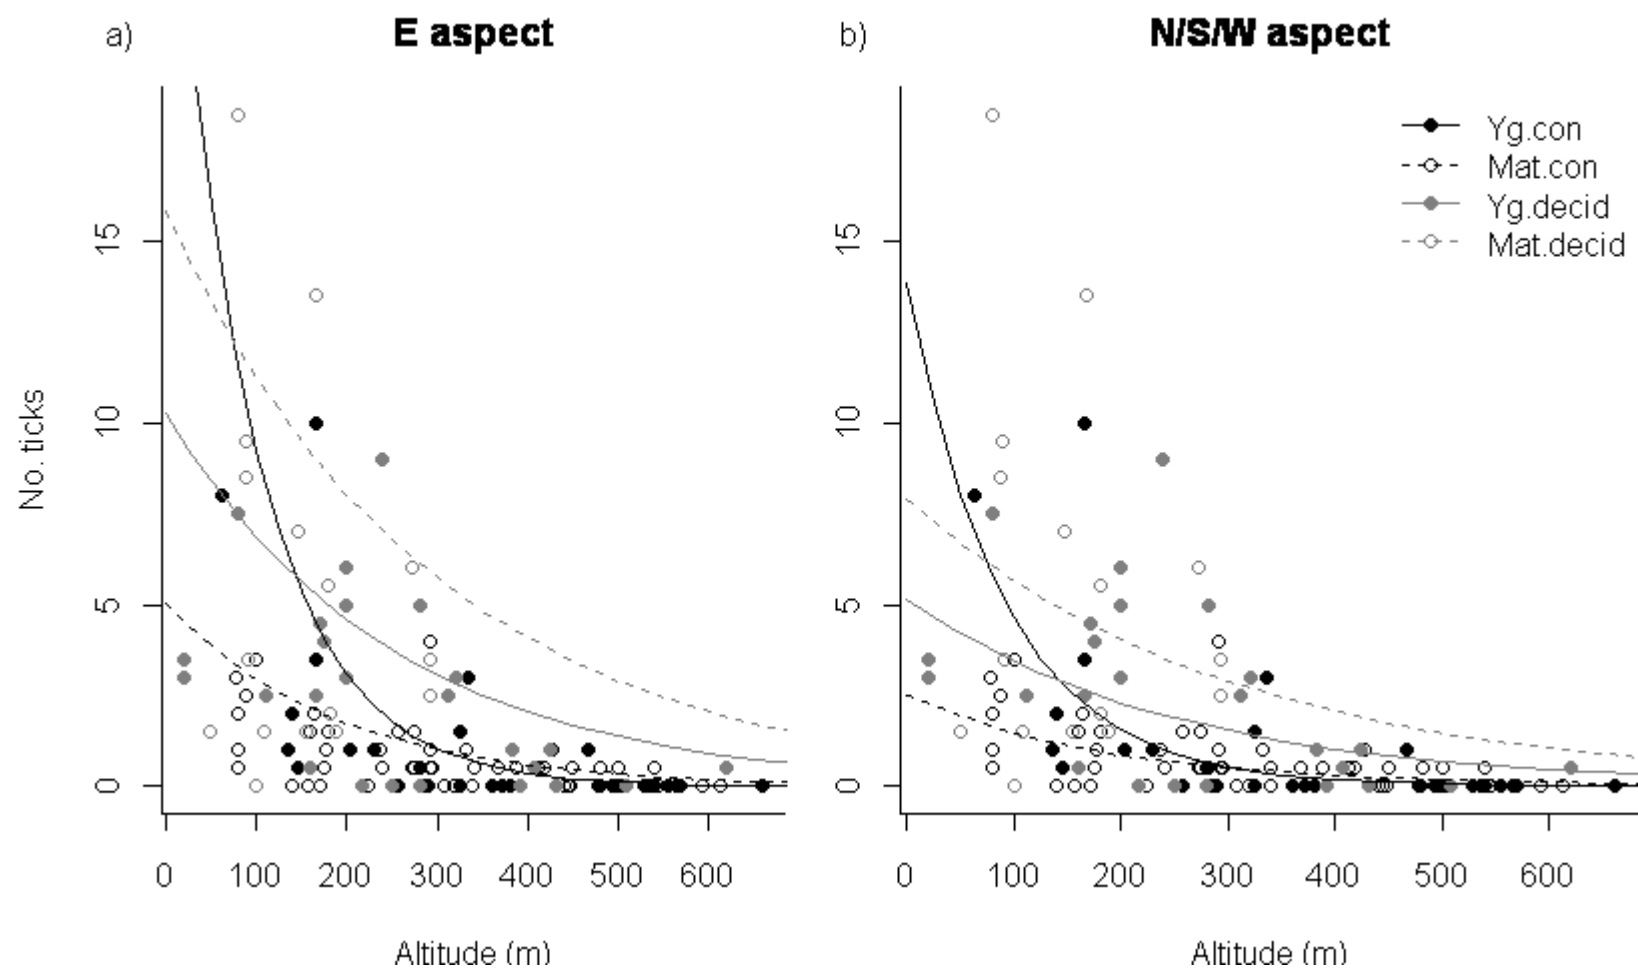 a)
E aspect
b)
N/S/W aspect
Yg.con
Mat.con
Yg.decid
Mat.decid
No. ticks
15
10
5
0
15
10
5
0
0 100 200 300 400 500 600
0 100 200 300 400 500 600
Altitude (m)
Altitude (m)